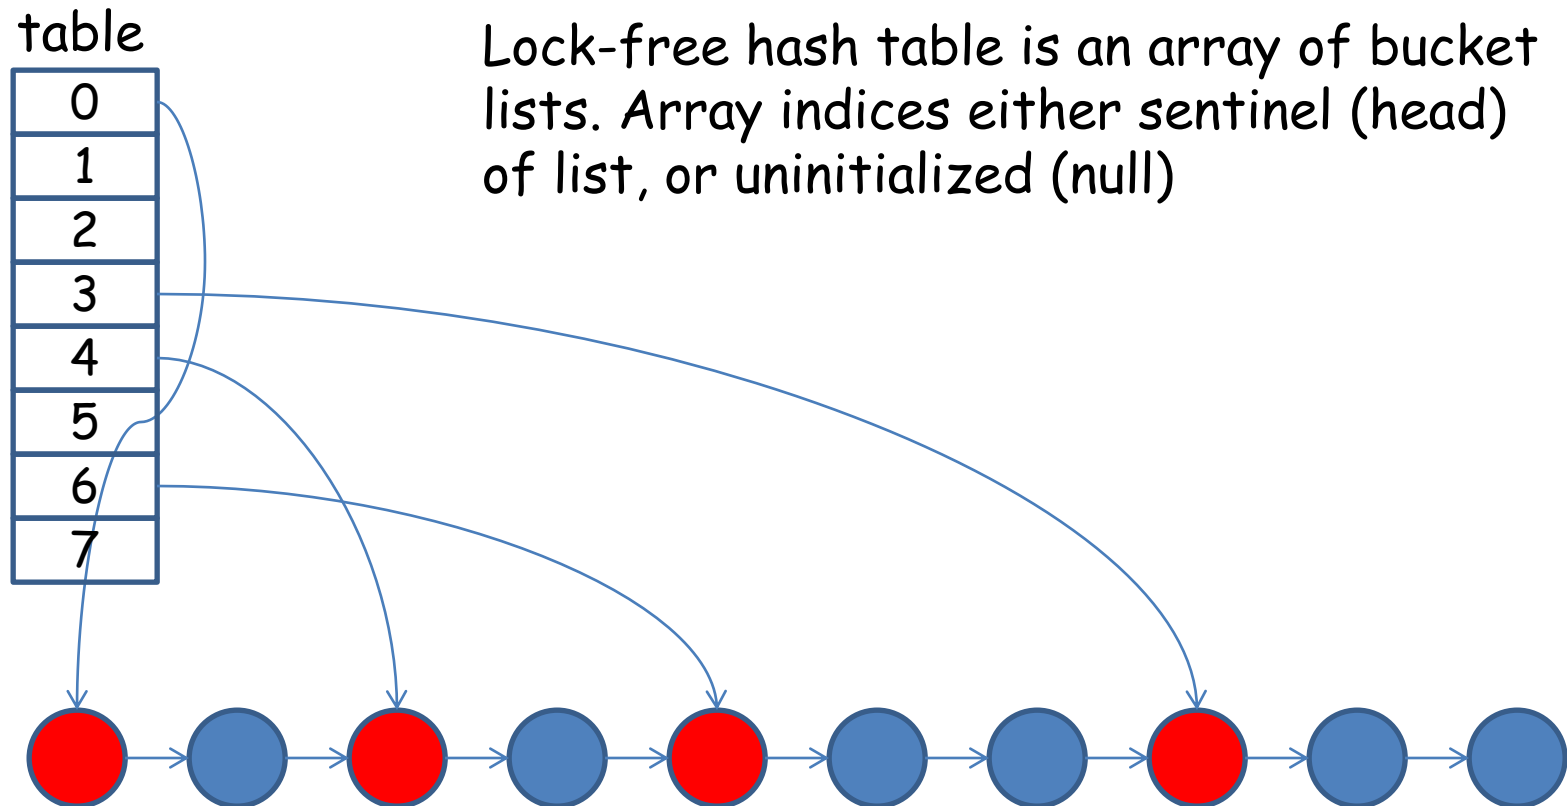 table
Lock-free hash table is an array of bucket
lists. Array indices either sentinel (head)
of list, or uninitialized (null)
0
1
2
3
4
5
6
7